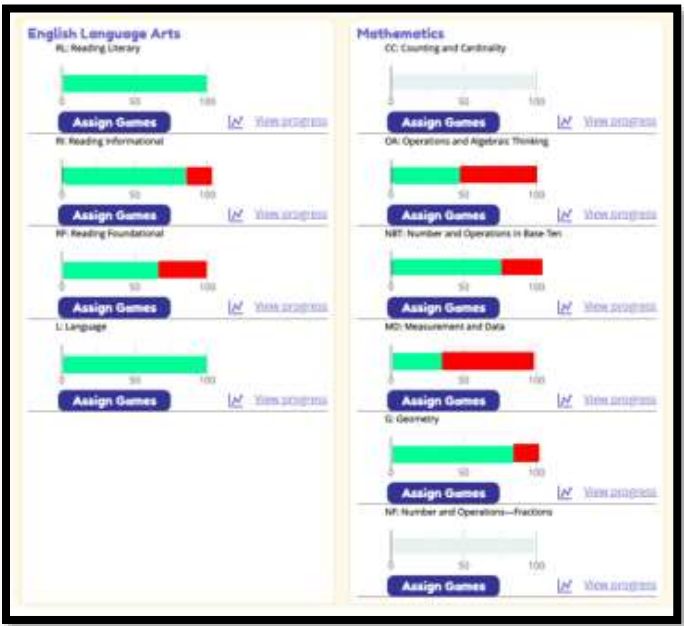 English Language Arts
RL: Reading Literary
0 50 100
Assign Games View progress
RI: Reading Informational
0 50 100
Assign Games View progress
RF: Reading Foundational
0 50 100
Assign Games View progress
L: Language
0 50 100
Assign Games View progress
Mathematics
CC: Counting and Cardinality
0 50 100
Assign Games View progress
OA: Operations and Algebraic Thinking
0 50 100
Assign Games View progress
NBT: Number and Operations in Base Ten
0 50 100
Assign Games View progress
MD: Measurement and Data
0 50 100
Assign Games View progress
G: Geometry
0 50 100
Assign Games View progress
NF: Number and Operations—Fractions
0 50 100
Assign Games View progress